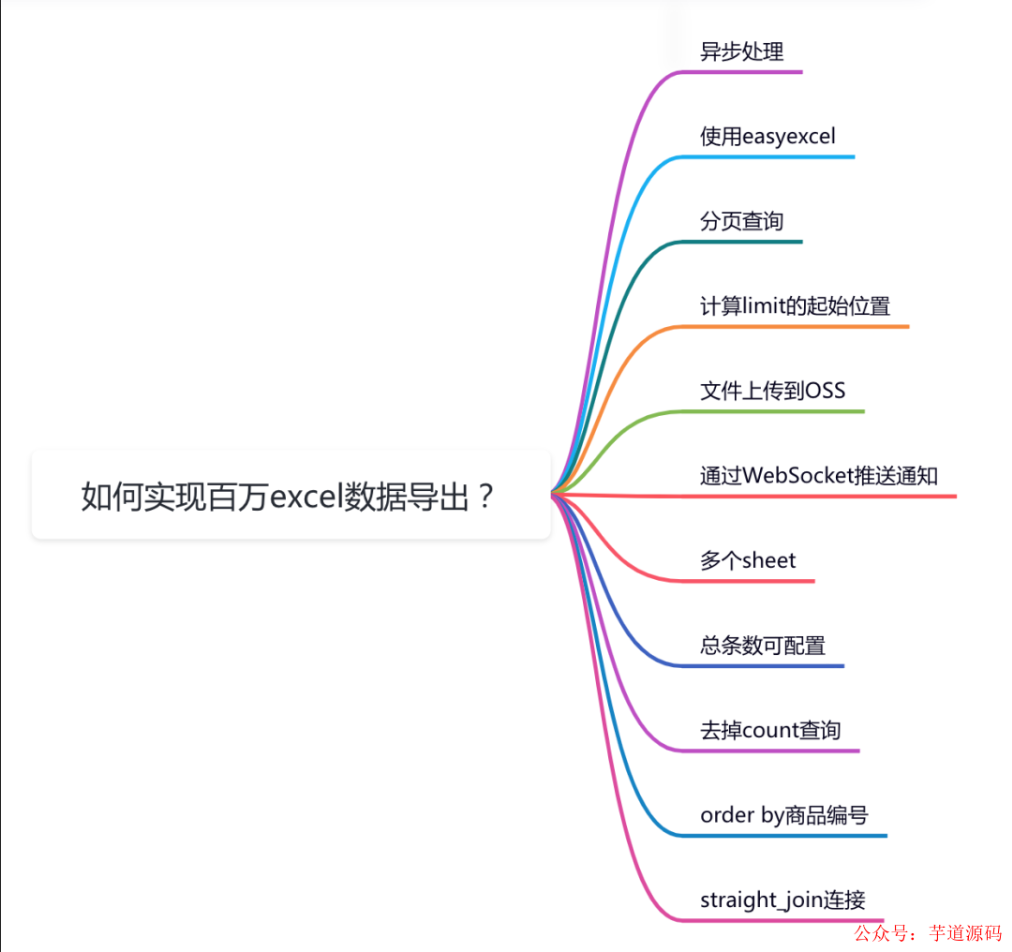 异步处理
使用easyexcel
分页查询
计算limit的起始位置
文件上传到OSS
通过WebSocket推送通知
如何实现百万excel数据导出？
多个sheet
总条数可配置
去掉count查询
order by商品编号
straight_join连接
公众号：芋道源码